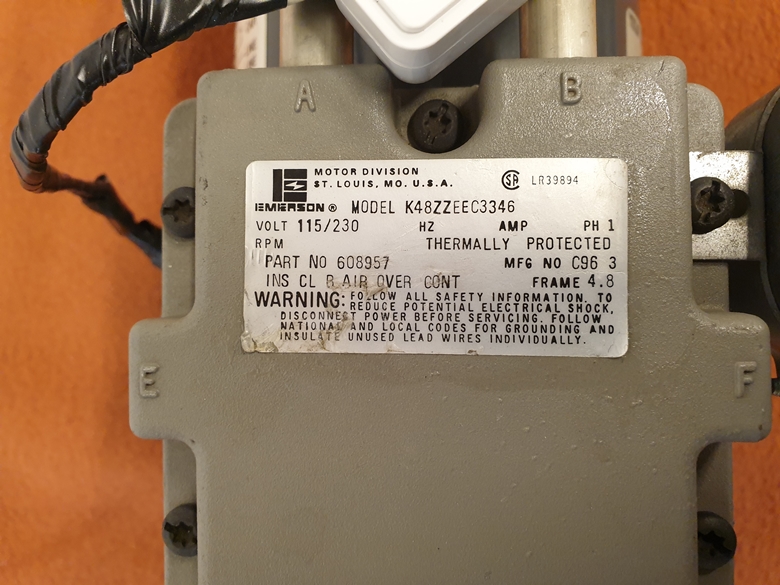 A
B
MOTOR DIVISION
ST. LOUIS, MO. U.S.A.
SA LR39894
EMERSON ® MODEL K48ZZEEC3346
VOLT 115/230 HZ AMP PH 1
RPM THERMALLY PROTECTED
PART NO 608957 MFG NO C96 3
INS CL B AIR OVER CONT FRAME 4.8
WARNING: FOLLOW ALL SAFETY INFORMATION. TO
REDUCE POTENTIAL ELECTRICAL SHOCK,
DISCONNECT POWER BEFORE SERVICING. FOLLOW
NATIONAL AND LOCAL CODES FOR GROUNDING AND
INSULATE UNUSED LEAD WIRES INDIVIDUALLY.
E
F